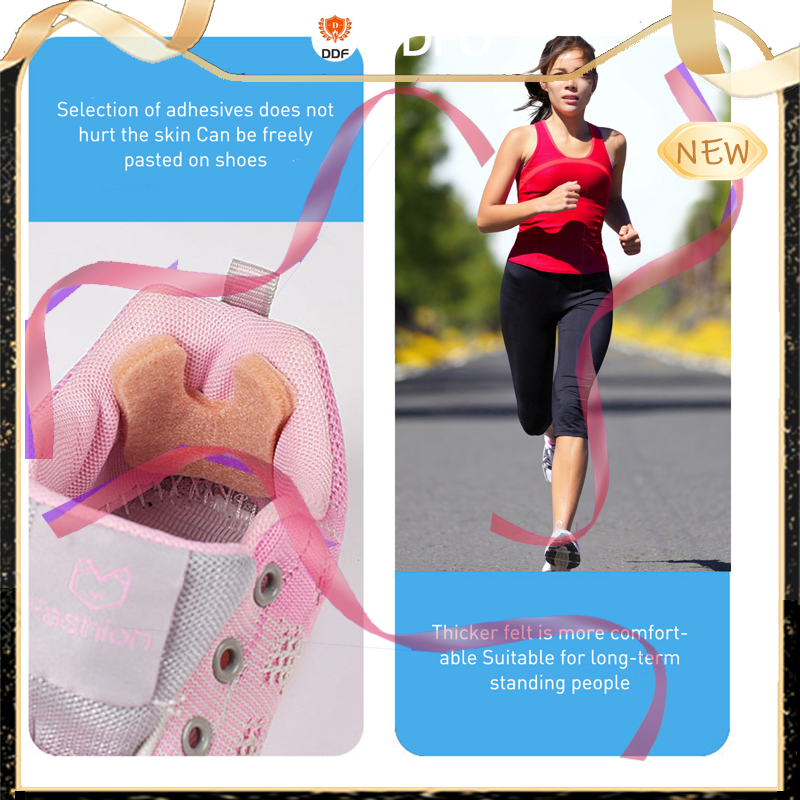 DDF
Selection of adhesives does not
hurt the skin Can be freely
pasted on shoes
NEW
Fashion
Thicker felt is more comfort-
able Suitable for long-term
standing people